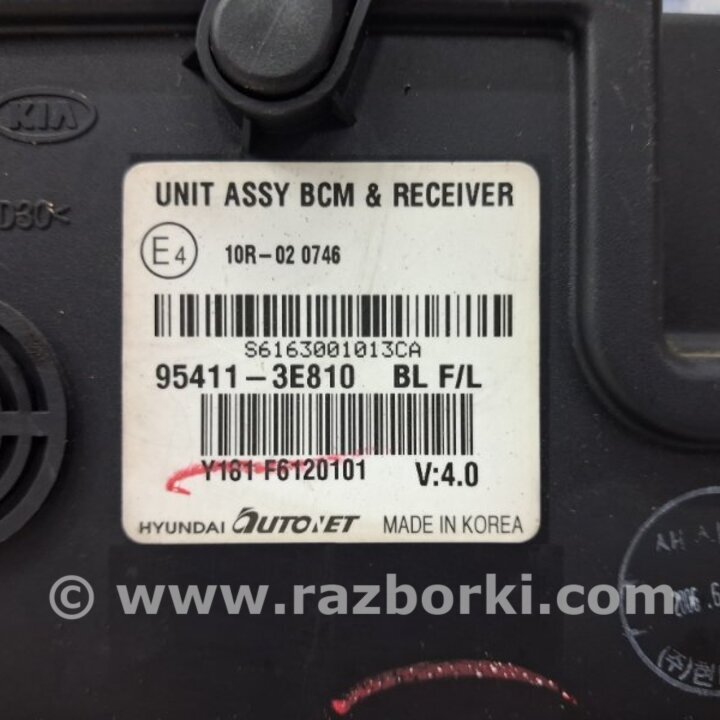 KIA
D30<
UNIT ASSY BCM & RECEIVER
E4 10R-02 0746
S6163001013CA
95411-3E810 BL F/L
Y181 F6120101 V:4.0
HYUNDAI AUTONET MADE IN KOREA
© www.razborki.com